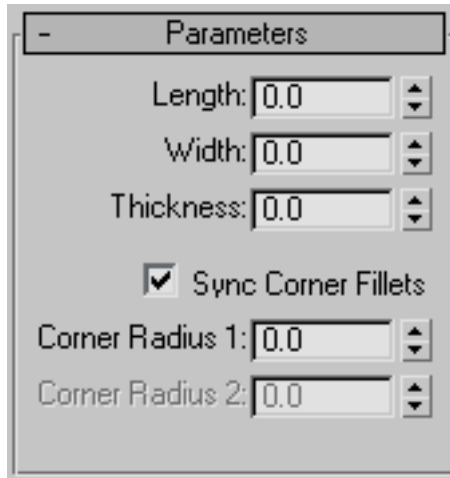 - Parameters
Length: 0.0
Width: 0.0
Thickness: 0.0
Sync Corner Fillets
Corner Radius 1: 0.0
Corner Radius 2: 0.0